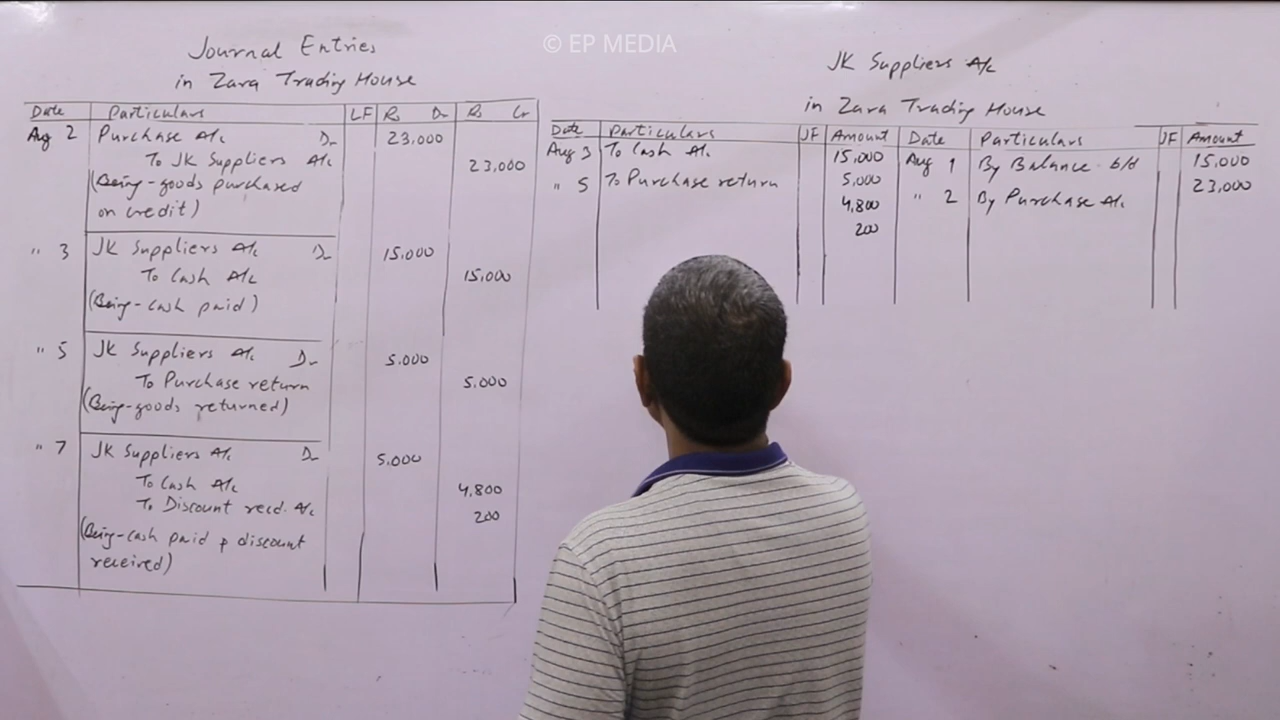 © EP MEDIA
Journal Entries
in Zara Trading House
Date Particulars LF Rs Dr Rs Cr
Aug 2 Purchase A/c Dr 23,000
To JK Suppliers A/c 23,000
(Being goods purchased
on credit)
" 3 JK Suppliers A/c Dr 15,000
To Cash A/c 15,000
(Being cash paid)
" 5 JK Suppliers A/c Dr 5,000
To Purchase return 5,000
(Being goods returned)
" 7 JK Suppliers A/c Dr 5,000
To Cash A/c 4,800
To Discount recd. A/c 200
(Being cash paid & discount
received)
JK Suppliers A/c
in Zara Trading House
Date Particulars JF Amount Date Particulars JF Amount
Aug 3 To Cash A/c 15,000 Aug 1 By Balance b/d 15,000
" 5 To Purchase return 5,000 " 2 By Purchase A/c 23,000
4,800
200